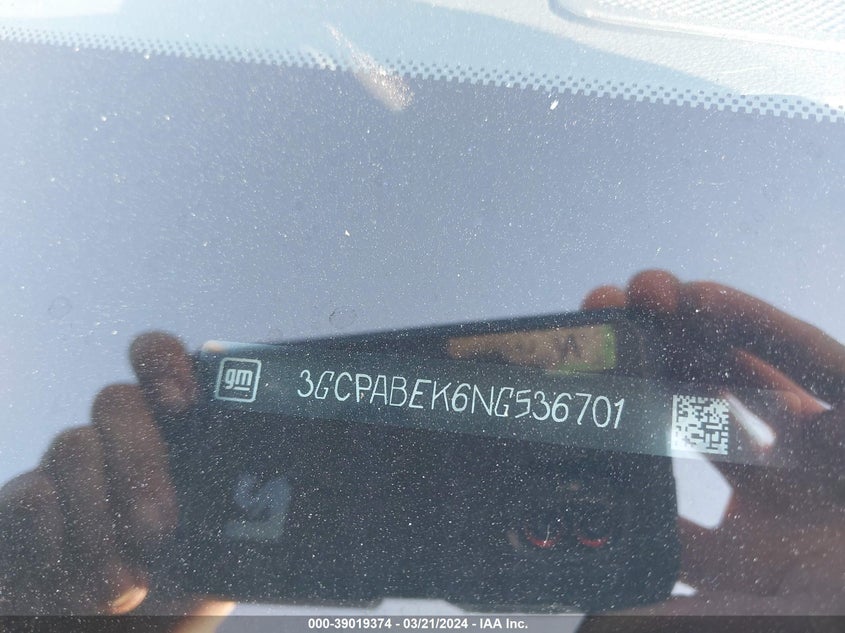 gm 3GCPABEK6NG536701
000-39019374 / 03/21/2024 - IAA Inc.